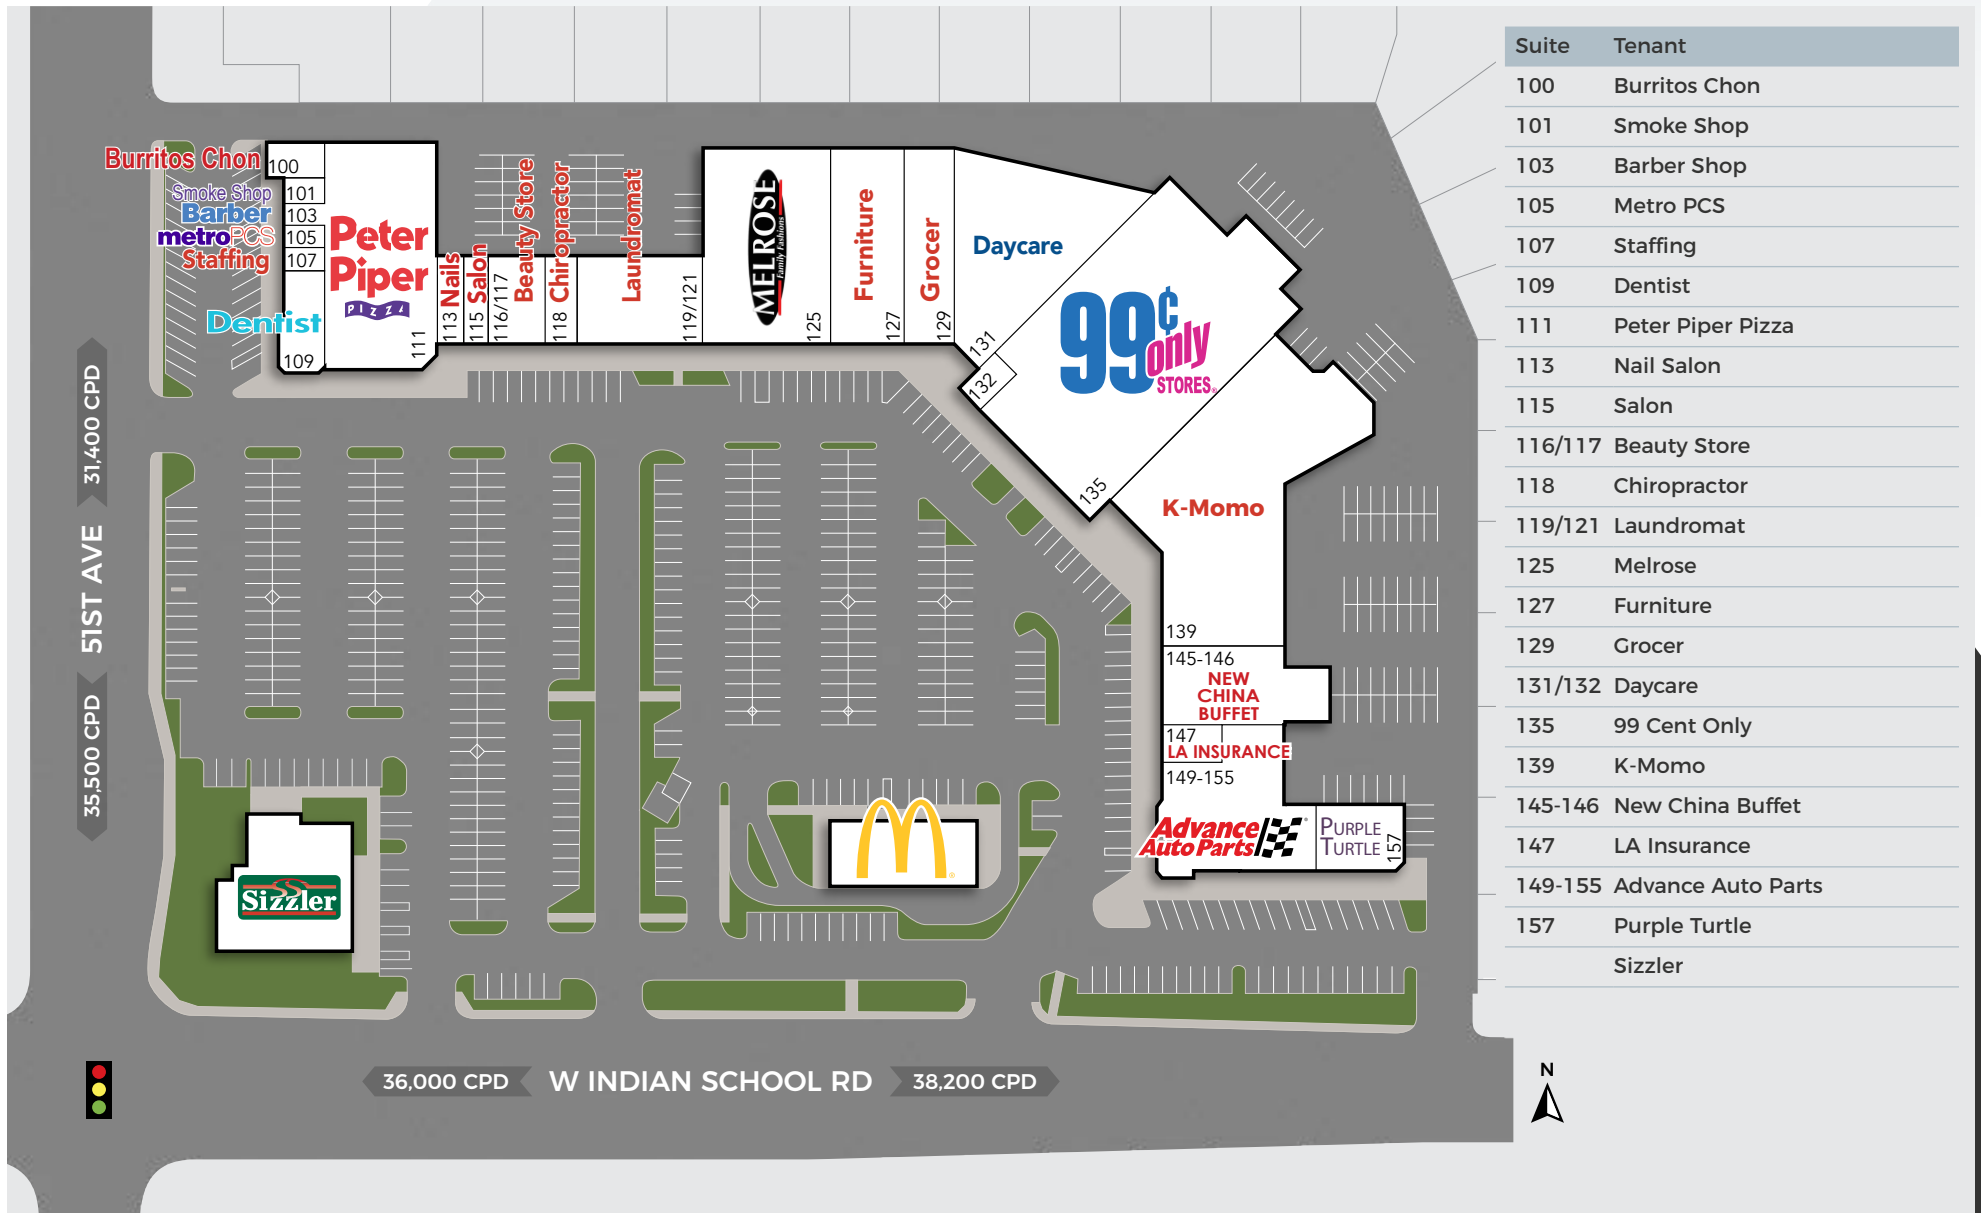 Burritos Chon
100
Smoke Shop
101
Barber
103
metroPCS
105
Staffing
107
Dentist
109
Peter
Piper
PIZZA
111
Nails
113
Salon
115
Beauty Store
116/117
Chiropractor
118
Laundromat
119/121
MELROSE
Family Fashions
125
Furniture
127
Grocer
129
Daycare
131
132
99¢
only
STORES®
135
K-Momo
139
145-146
NEW
CHINA
BUFFET
147
LA INSURANCE
149-155
Advance
Auto Parts
PURPLE
TURTLE
157
Sizzler
31,400 CPD
51ST AVE
35,500 CPD
36,000 CPD
W INDIAN SCHOOL RD
38,200 CPD
N
Suite Tenant
100 Burritos Chon
101 Smoke Shop
103 Barber Shop
105 Metro PCS
107 Staffing
109 Dentist
111 Peter Piper Pizza
113 Nail Salon
115 Salon
116/117 Beauty Store
118 Chiropractor
119/121 Laundromat
125 Melrose
127 Furniture
129 Grocer
131/132 Daycare
135 99 Cent Only
139 K-Momo
145-146 New China Buffet
147 LA Insurance
149-155 Advance Auto Parts
157 Purple Turtle
Sizzler